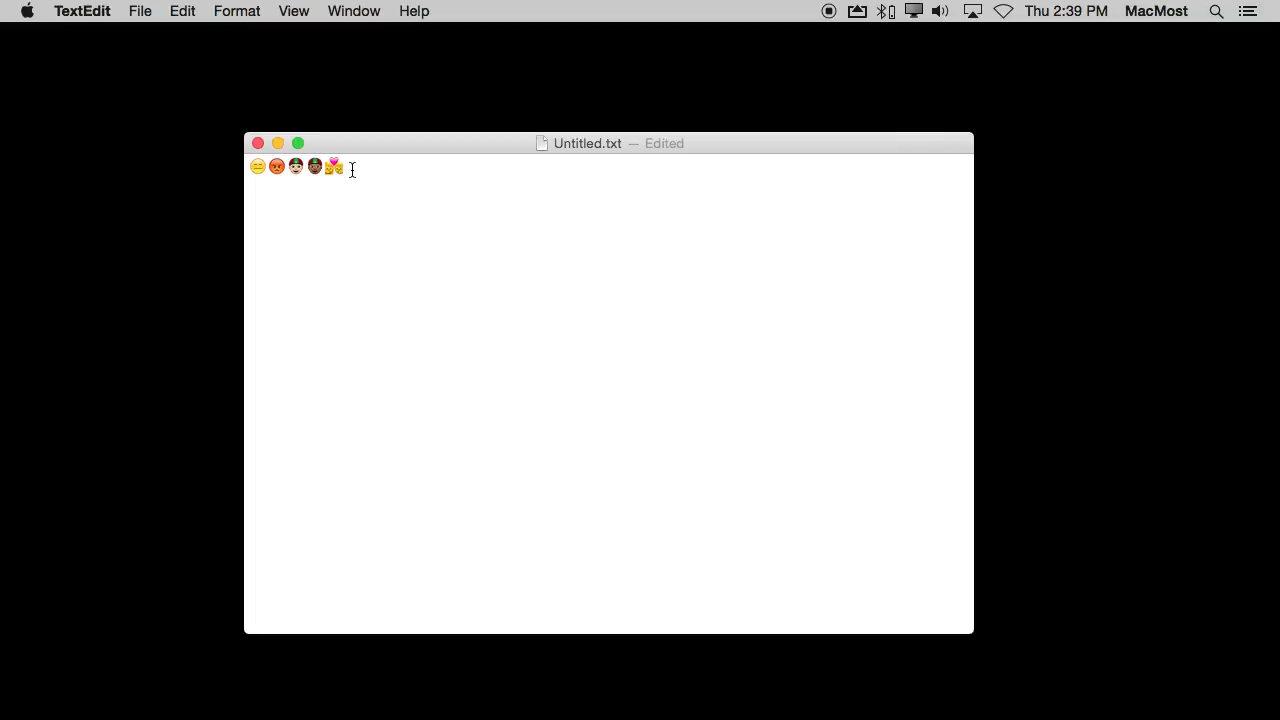 TextEdit File Edit Format View Window Help Thu 2:39 PM MacMost
Untitled.txt — Edited